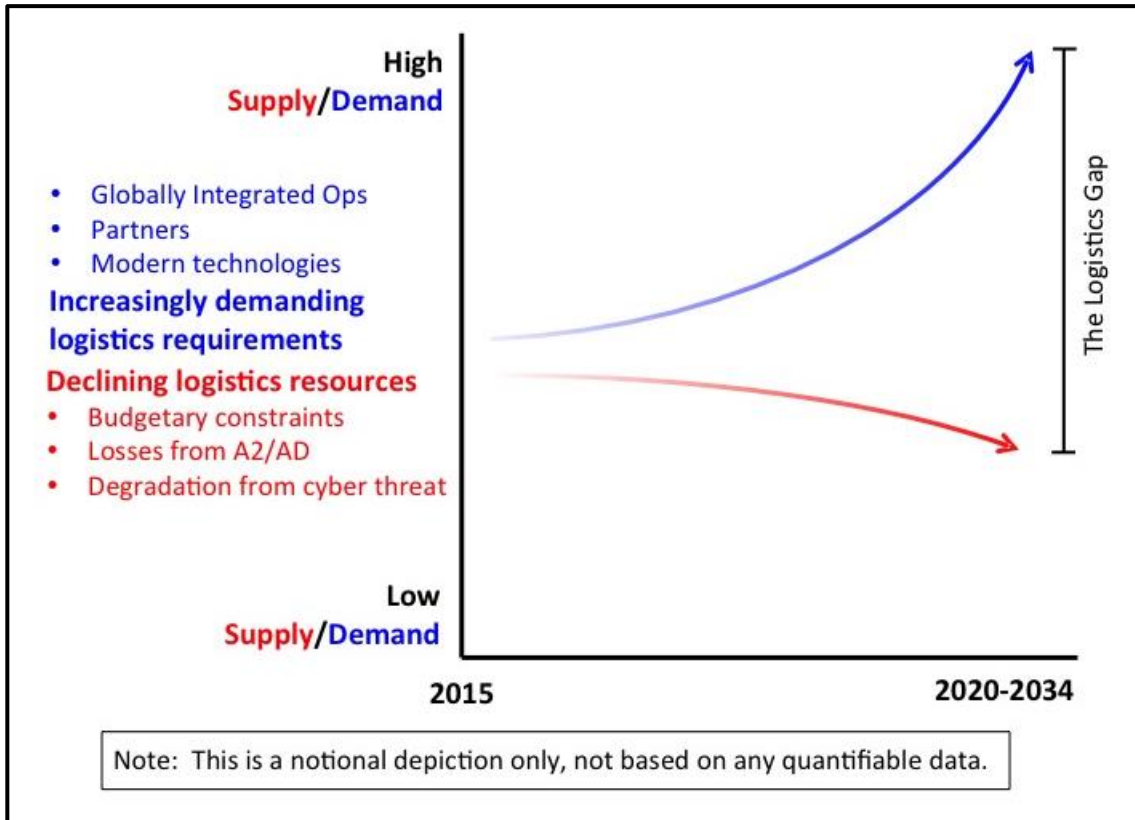 High
Supply/Demand
• Globally Integrated Ops
• Partners
• Modern technologies
Increasingly demanding
logistics requirements
Declining logistics resources
• Budgetary constraints
• Losses from A2/AD
• Degradation from cyber threat
The Logistics Gap
Low
Supply/Demand
2015
2020-2034
Note: This is a notional depiction only, not based on any quantifiable data.